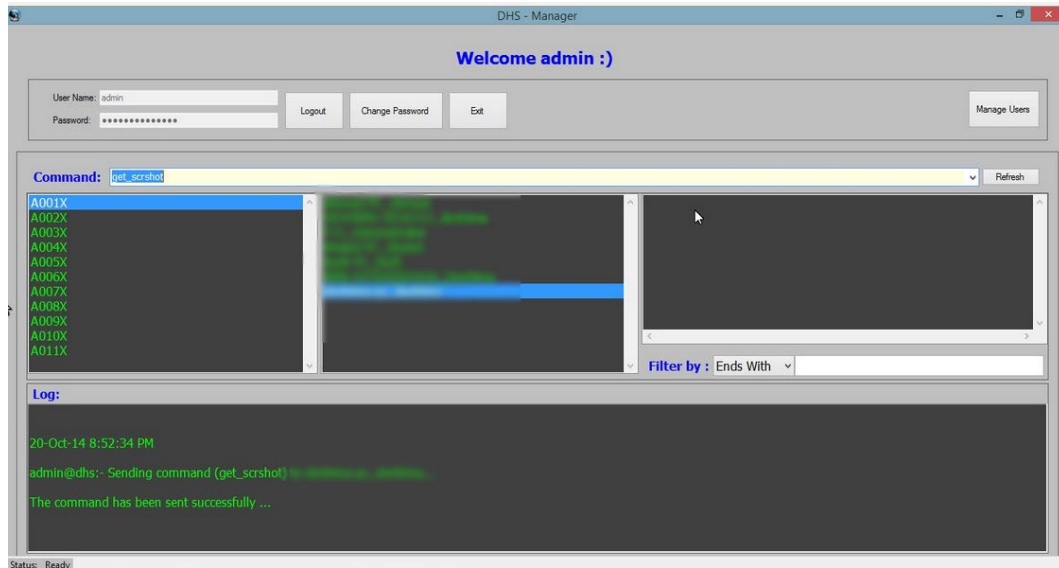 DHS - Manager
Welcome admin :)
User Name: admin
Password: ••••••••••••••
Logout
Change Password
Exit
Manage Users
Command: get_scrshot
Refresh
A001X
A002X
A003X
A004X
A005X
A006X
A007X
A008X
A009X
A010X
A011X
Filter by : Ends With
Log:
20-Oct-14 8:52:34 PM
admin@dhs:- Sending command (get_scrshot)
The command has been sent successfully ...
Status: Ready